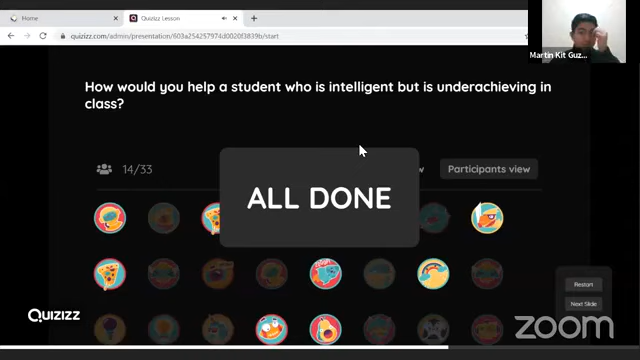 Home
Quizizz Lesson
quizizz.com/admin/presentation/603a254257974d0020f3839b/start
Martin Kit Guz...
How would you help a student who is intelligent but is underachieving in
class?
14/33
Participants view
ALL DONE
Restart
Next Slide
QUIZIZZ
zoom